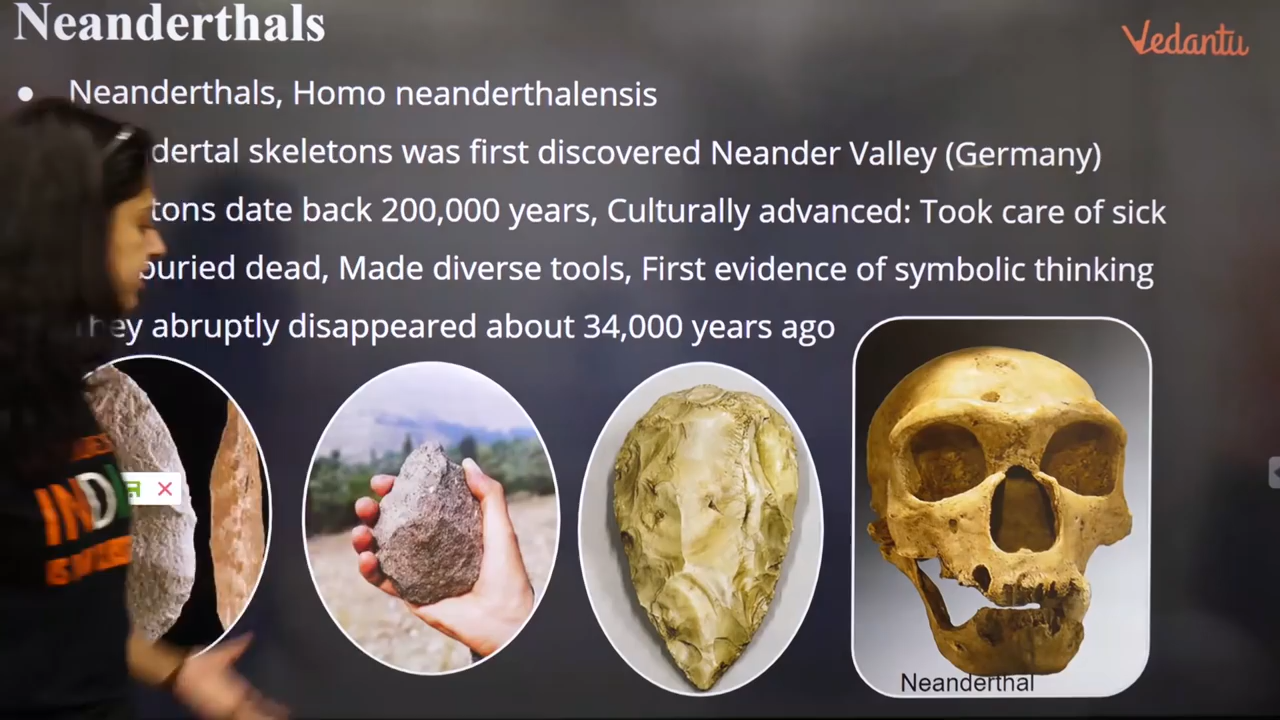 Neanderthals
Vedantu
● Neanderthals, Homo neanderthalensis
dertal skeletons was first discovered Neander Valley (Germany)
tons date back 200,000 years, Culturally advanced: Took care of sick
buried dead, Made diverse tools, First evidence of symbolic thinking
They abruptly disappeared about 34,000 years ago
IND
Neanderthal